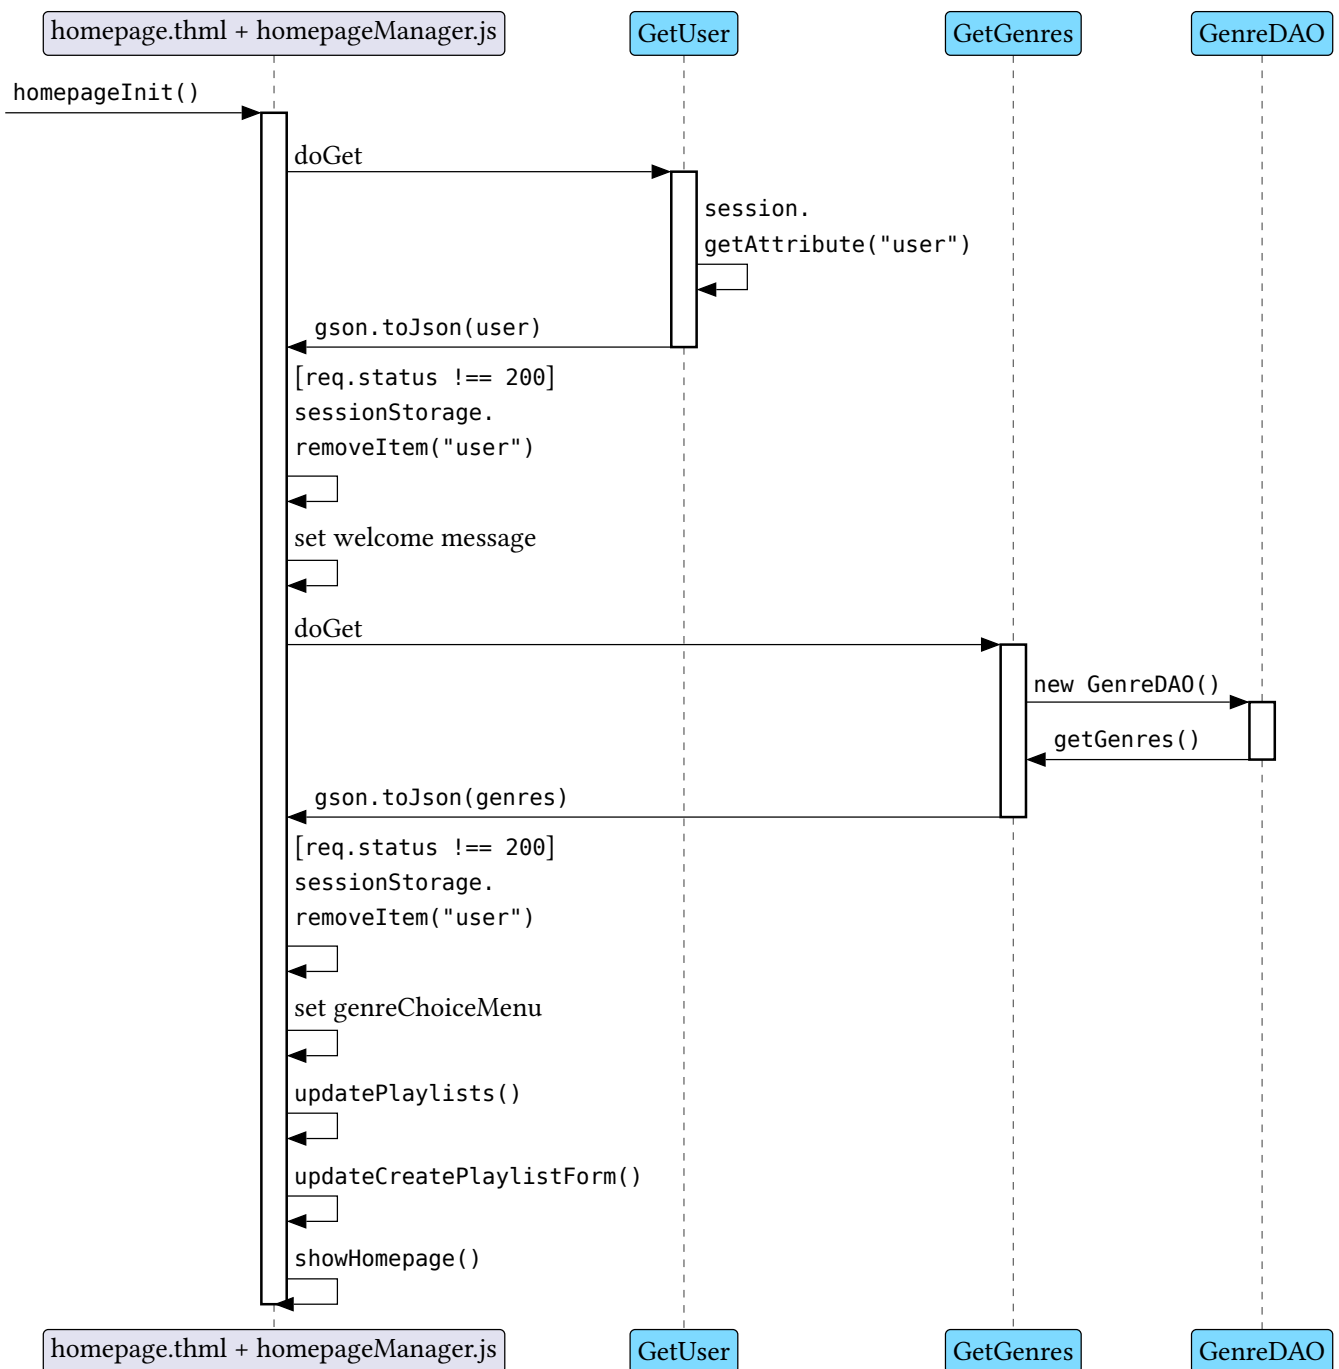 homepage.thml + homepageManager.js
GetUser
GetGenres
GenreDAO
homepageInit()
doGet
session.
getAttribute("user")
gson.toJson(user)
[req.status !== 200]
sessionStorage.
removeItem("user")
set welcome message
doGet
new GenreDAO()
getGenres()
gson.toJson(genres)
[req.status !== 200]
sessionStorage.
removeItem("user")
set genreChoiceMenu
updatePlaylists()
updateCreatePlaylistForm()
showHomepage()
homepage.thml + homepageManager.js
GetUser
GetGenres
GenreDAO